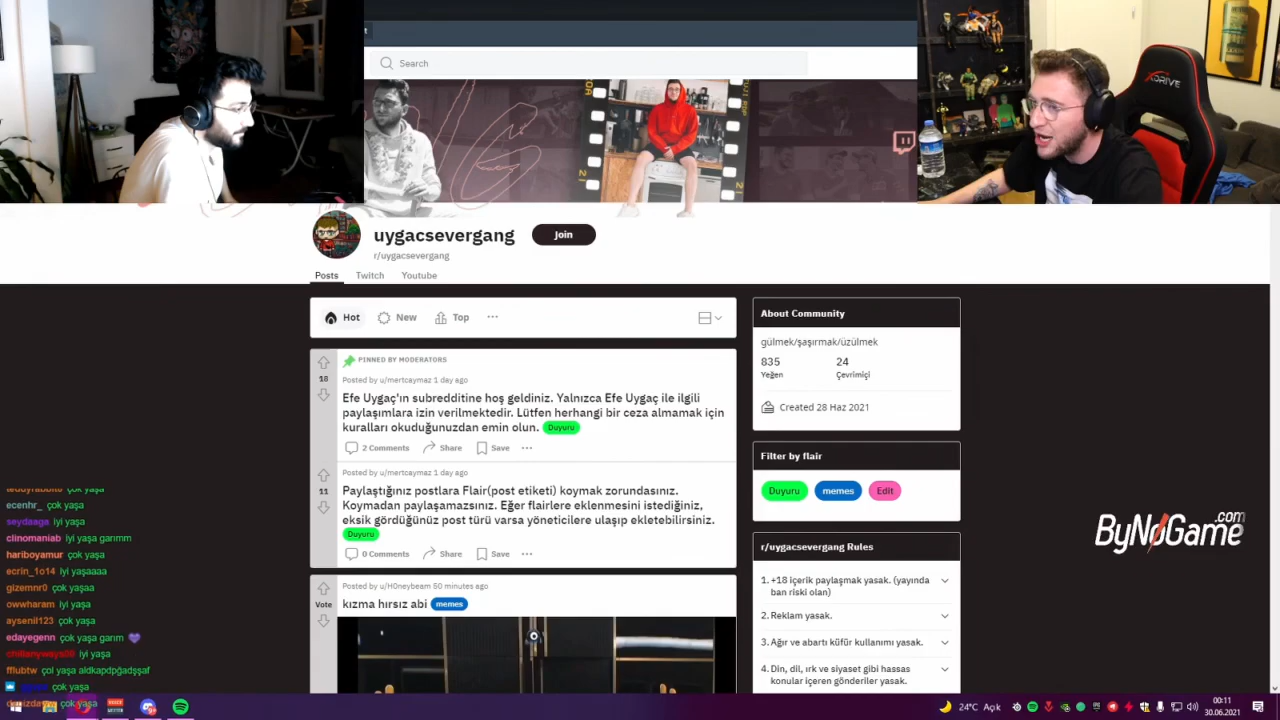 Search
XDRIVE
uygacsevergang
Join
r/uygacsevergang
Posts
Twitch
Youtube
Hot
New
Top
PINNED BY MODERATORS
18
Posted by u/mertcaymaz 1 day ago
Efe Uygaç'ın subredditine hoş geldiniz. Yalnızca Efe Uygaç ile ilgili
paylaşımlara izin verilmektedir. Lütfen herhangi bir ceza almamak için
kuralları okuduğunuzdan emin olun. Duyuru
2 Comments
Share
Save
Posted by u/mertcaymaz 1 day ago
11
Paylaştığınız postlara Flair(post etiketi) koymak zorundasınız.
Koymadan paylaşamazsınız. Eğer flairlere eklenmesini istediğiniz,
eksik gördüğünüz post türü varsa yöneticilere ulaşıp ekletebilirsiniz.
Duyuru
0 Comments
Share
Save
Posted by u/H0neybeam 50 minutes ago
Vote
kızma hırsız abi memes
About Community
gülmek/şaşırmak/üzülmek
835
24
Yeğen
Çevrimiçi
Created 28 Haz 2021
Filter by flair
Duyuru
memes
Edit
r/uygacsevergang Rules
1. +18 içerik paylaşmak yasak. (yayında
ban riski olan)
2. Reklam yasak.
3. Ağır ve abartı küfür kullanımı yasak.
4. Din, dil, ırk ve siyaset gibi hassas
konular içeren gönderiler yasak.
ByNoGame.com
çok yaşa
ecenhr_ çok yaşa
seydaaga iyi yaşa
clinomaniab iyi yaşa garımm
hariboyamur çok yaşa
ecrin_1o14 iyi yaşaaaa
gizemnr0 çok yaşaa
owwharam iyi yaşa
aysenil123 çok yaşa
edayegenn çok yaşa garım
chillanyways09 iyi yaşa
fflubtw çol yaşa aldkapdpğadşşaf
çok yaşa
çok yaşa
24°C Açık
00:11
30.06.2021